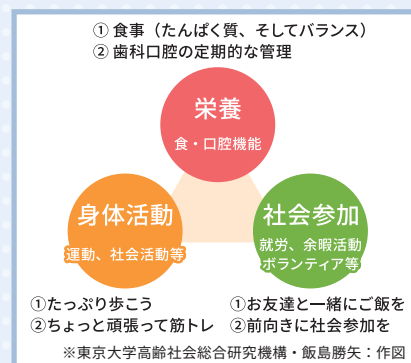 ① 食事（たんぱく質、そしてバランス）
② 歯科口腔の定期的な管理
栄養
食・口腔機能
身体活動
運動、社会活動等
社会参加
就労、余暇活動
ボランティア等
①たっぷり歩こう
②ちょっと頑張って筋トレ
①お友達と一緒にご飯を
②前向きに社会参加を
※東京大学高齢社会総合研究機構・飯島勝矢：作図